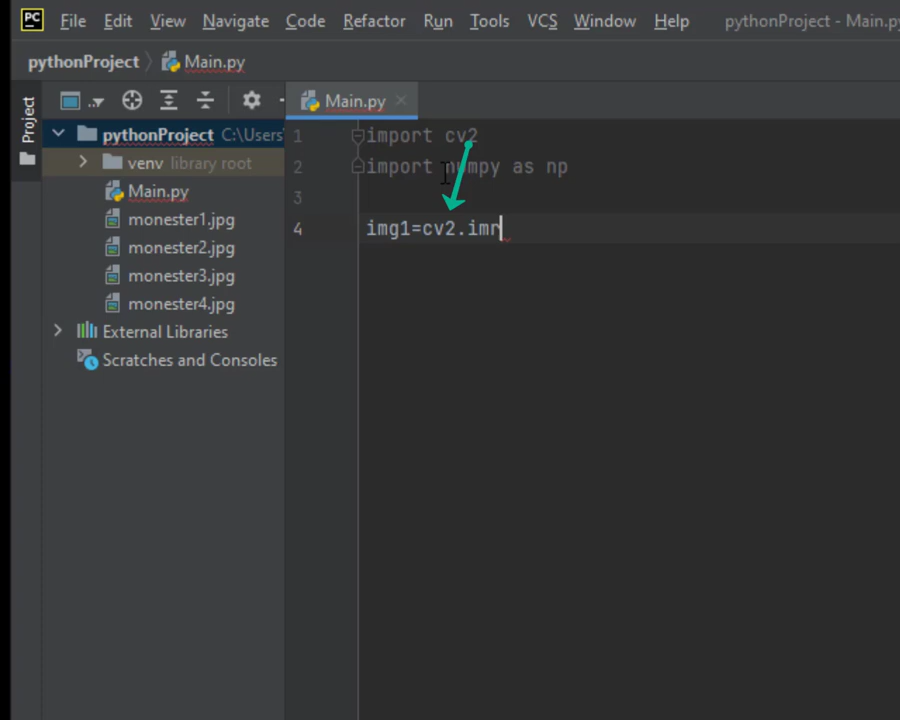 PC File Edit View Navigate Code Refactor Run Tools VCS Window Help pythonProject - Main.py
pythonProject Main.py
Project
Main.py
pythonProject C:\Users
venv library root
Main.py
monester1.jpg
monester2.jpg
monester3.jpg
monester4.jpg
External Libraries
Scratches and Consoles
1 import cv2
2 import numpy as np
3
4 img1=cv2.imr